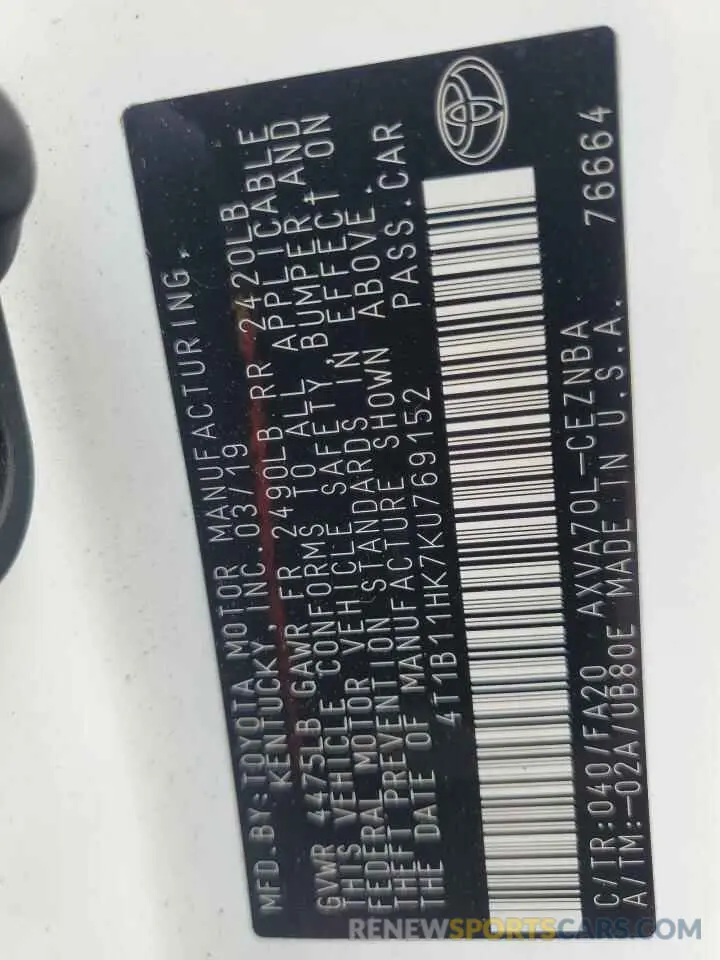 MFD.BY:TOYOTA MOTOR MANUFACTURING,
KENTUCKY,INC.03/19
GVWR 4475LB GAWR FR 2490LB RR 2420LB
THIS VEHICLE CONFORMS TO ALL APPLICABLE
FEDERAL MOTOR VEHICLE SAFETY,BUMPER,AND
THEFT PREVENTION STANDARDS IN EFFECT ON
THE DATE OF MANUFACTURE SHOWN ABOVE.
4T1B11HK7KU769152 PASS.CAR
C/TR:040/FA20 AXVA70L-CEZNBA 76664
A/TM:-02A/UB80E MADE IN U.S.A.
RENEWSPORTSCARS.COM